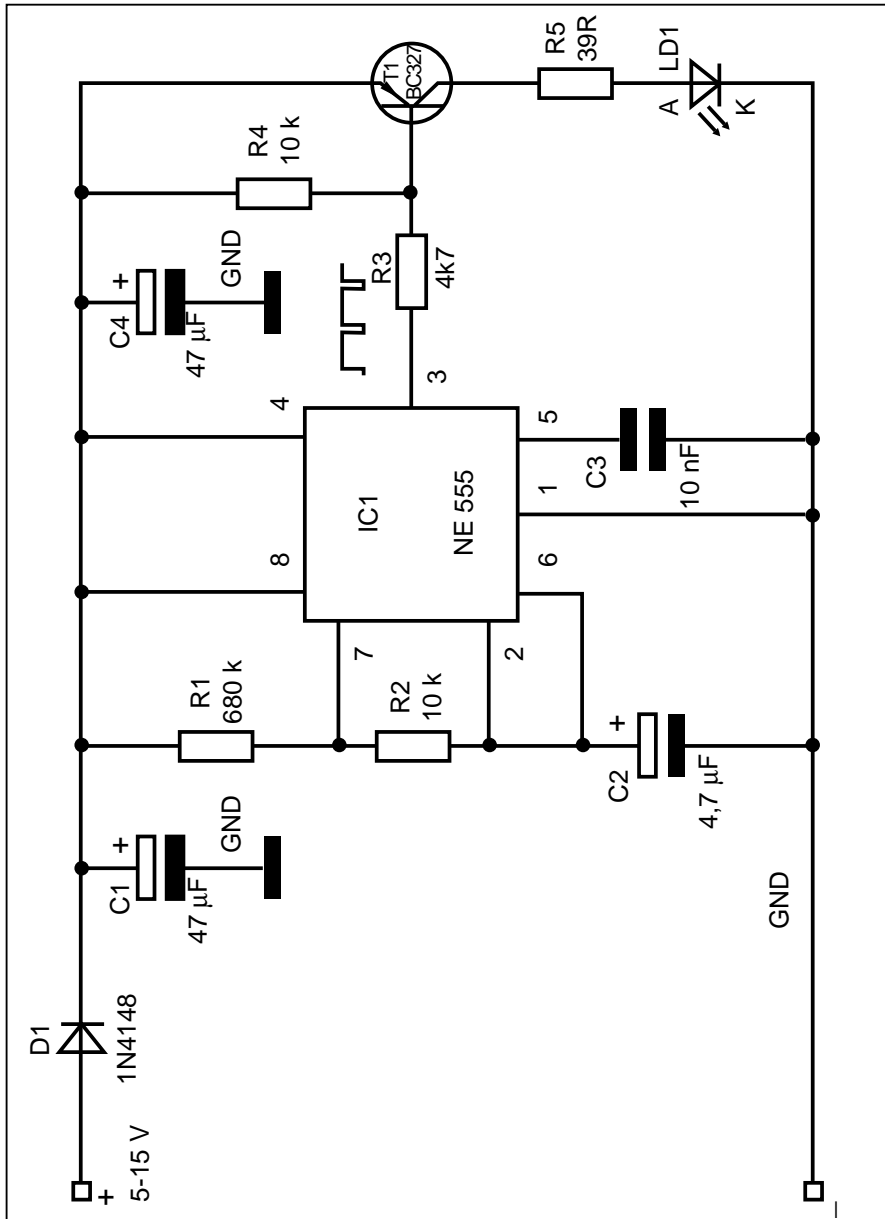 +
5-15 V
D1
1N4148
C1
+
47 µF
GND
R1
680 k
R2
10 k
C2
+
4,7 µF
GND
7
2
8
4
6
1
5
3
IC1
NE 555
C3
10 nF
C4
+
47 µF
GND
R3
4k7
R4
10 k
T1
BC327
R5
39R
A
LD1
K